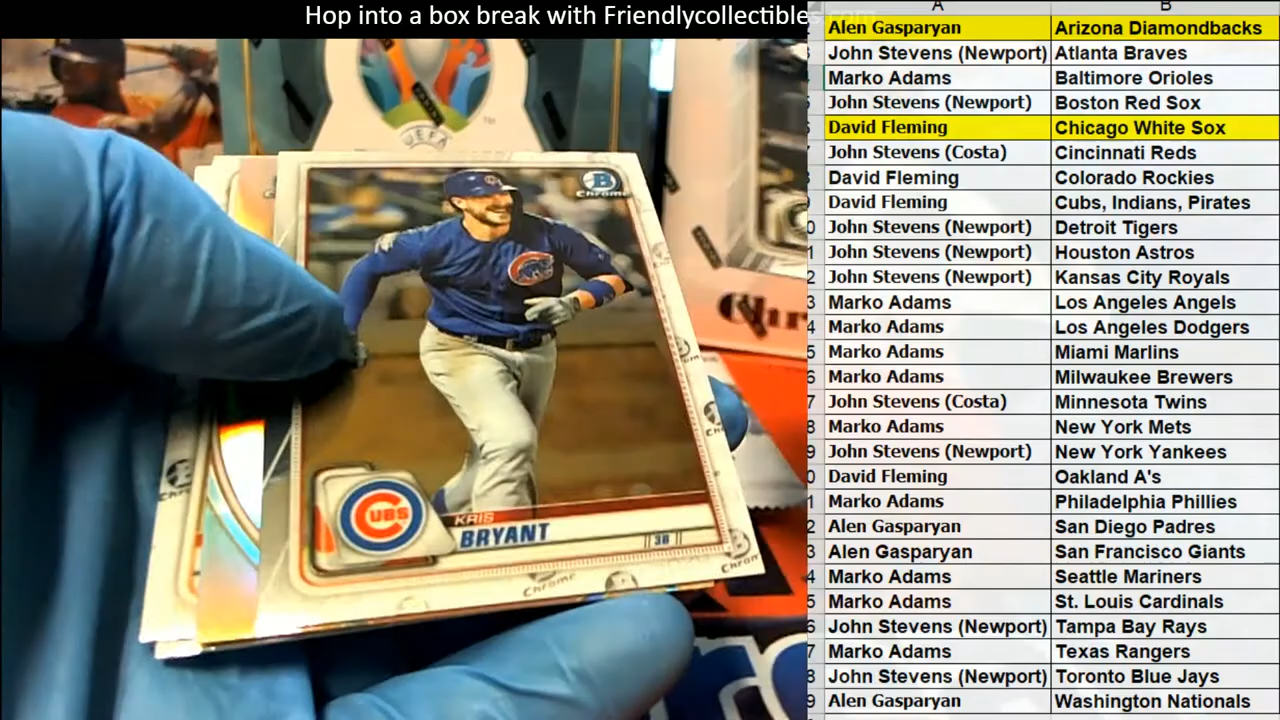 Hop into a box break with Friendlycollectibles.com
A B
Alen Gasparyan Arizona Diamondbacks
John Stevens (Newport) Atlanta Braves
Marko Adams Baltimore Orioles
John Stevens (Newport) Boston Red Sox
David Fleming Chicago White Sox
John Stevens (Costa) Cincinnati Reds
David Fleming Colorado Rockies
David Fleming Cubs, Indians, Pirates
John Stevens (Newport) Detroit Tigers
John Stevens (Newport) Houston Astros
John Stevens (Newport) Kansas City Royals
Marko Adams Los Angeles Angels
Marko Adams Los Angeles Dodgers
Marko Adams Miami Marlins
Marko Adams Milwaukee Brewers
John Stevens (Costa) Minnesota Twins
Marko Adams New York Mets
John Stevens (Newport) New York Yankees
David Fleming Oakland A's
Marko Adams Philadelphia Phillies
Alen Gasparyan San Diego Padres
Alen Gasparyan San Francisco Giants
Marko Adams Seattle Mariners
Marko Adams St. Louis Cardinals
John Stevens (Newport) Tampa Bay Rays
Marko Adams Texas Rangers
John Stevens (Newport) Toronto Blue Jays
Alen Gasparyan Washington Nationals
UEFA
B
Chrome
CUBS
KRIS
BRYANT
3B
Chrome